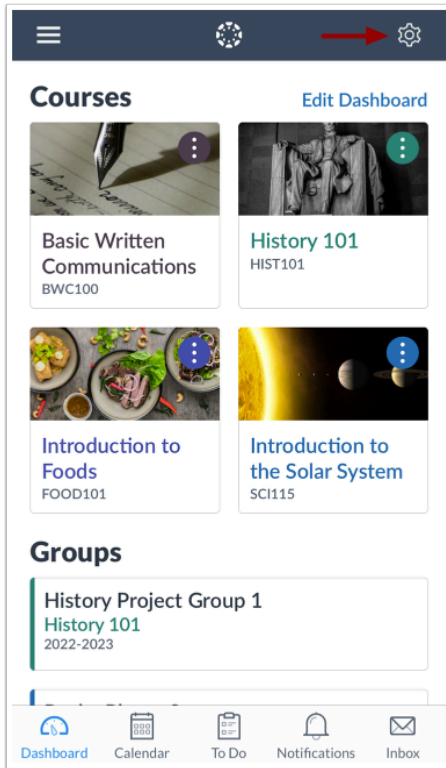 Courses
Edit Dashboard
Basic Written
Communications
BWC100
History 101
HIST101
Introduction to
Foods
FOOD101
Introduction to
the Solar System
SCI115
Groups
History Project Group 1
History 101
2022-2023
Dashboard
Calendar
To Do
Notifications
Inbox